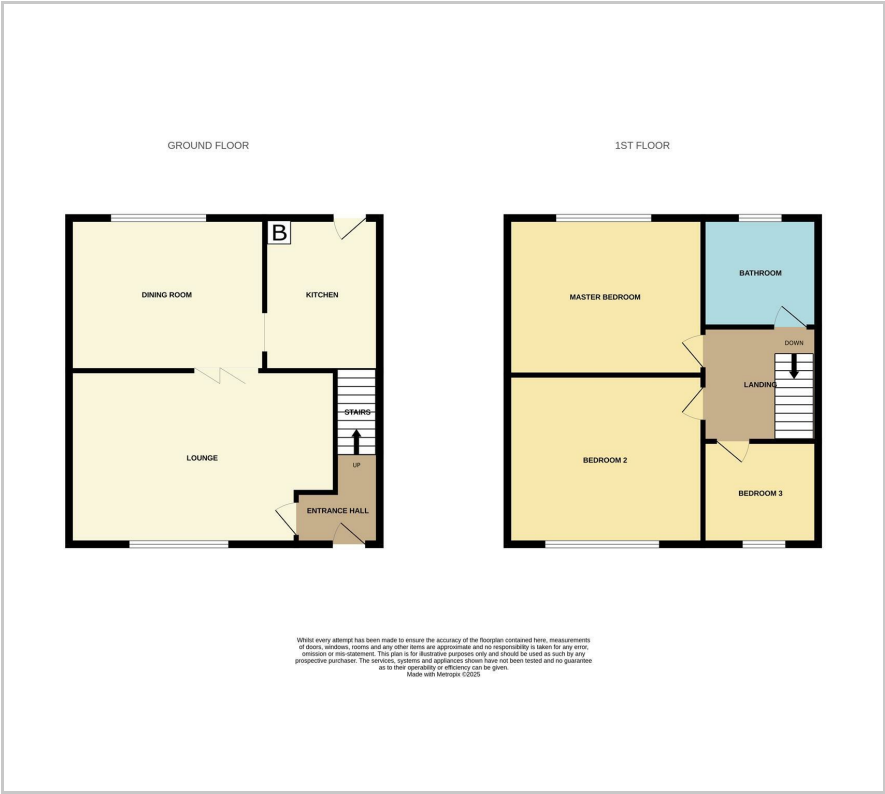 GROUND FLOOR
1ST FLOOR
B
DINING ROOM
KITCHEN
STAIRS
LOUNGE
UP
ENTRANCE HALL
BATHROOM
MASTER BEDROOM
DOWN
LANDING
BEDROOM 2
BEDROOM 3
Whilst every attempt has been made to ensure the accuracy of the floorplan contained here, measurements
of doors, windows, rooms and any other items are approximate and no responsibility is taken for any error,
omission or mis-statement. This plan is for illustrative purposes only and should be used as such by any
prospective purchaser. The services, systems and appliances shown have not been tested and no guarantee
as to their operability or efficiency can be given.
Made with Metropix ©2025